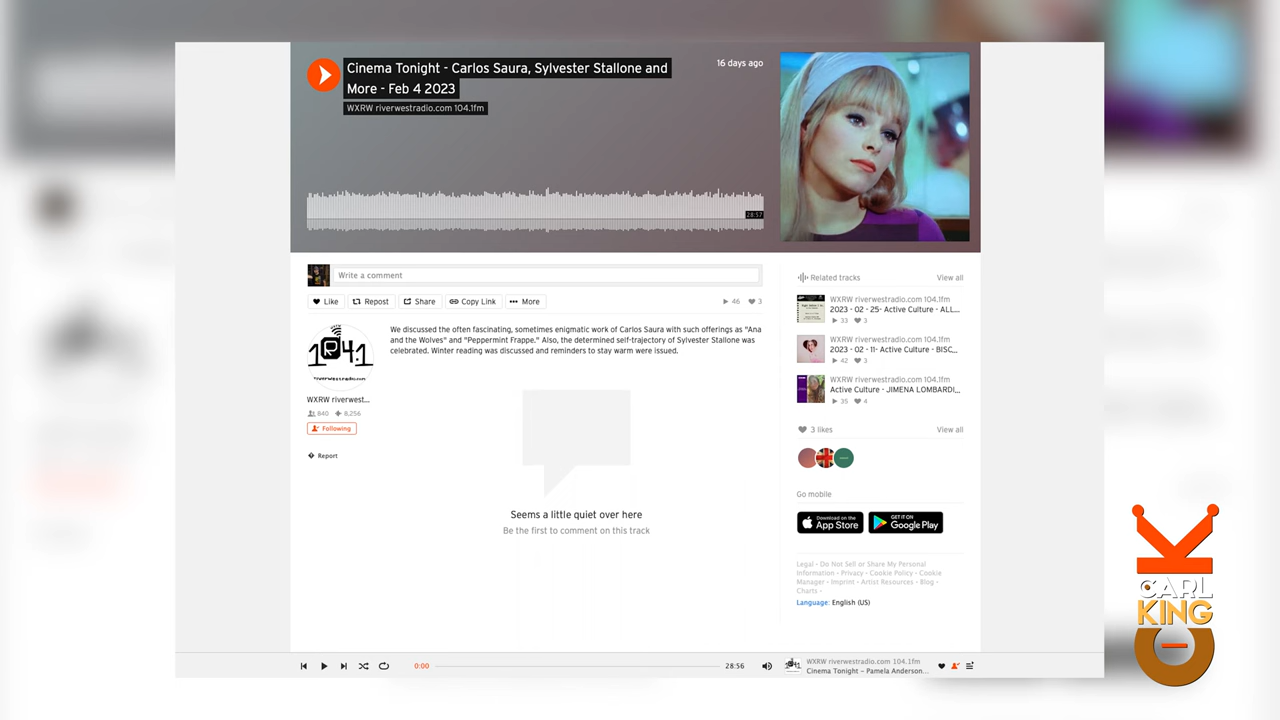 Cinema Tonight - Carlos Saura, Sylvester Stallone and
More - Feb 4 2023
WXRW riverwestradio.com 104.1fm
16 days ago
28:57
Write a comment
Like
Repost
Share
Copy Link
More
46
3
WXRW riverwest...
840
8,256
Following
Report
We discussed the often fascinating, sometimes enigmatic work of Carlos Saura with such offerings as "Ana
and the Wolves" and "Peppermint Frappe." Also, the determined self-trajectory of Sylvester Stallone was
celebrated. Winter reading was discussed and reminders to stay warm were issued.
Seems a little quiet over here
Be the first to comment on this track
Related tracks
View all
WXRW riverwestradio.com 104.1fm
2023 - 02 - 25- Active Culture - ALL...
33
3
WXRW riverwestradio.com 104.1fm
2023 - 02 - 11- Active Culture - BISC...
42
3
WXRW riverwestradio.com 104.1fm
Active Culture - JIMENA LOMBARDI...
35
4
3 likes
View all
Go mobile
Download on the
App Store
GET IT ON
Google Play
Legal - Do Not Sell or Share My Personal
Information - Privacy - Cookie Policy - Cookie
Manager - Imprint - Artist Resources - Blog -
Charts -
Language: English (US)
0:00
28:56
WXRW riverwestradio.com 104.1fm
Cinema Tonight – Pamela Anderson...
CARL
KING